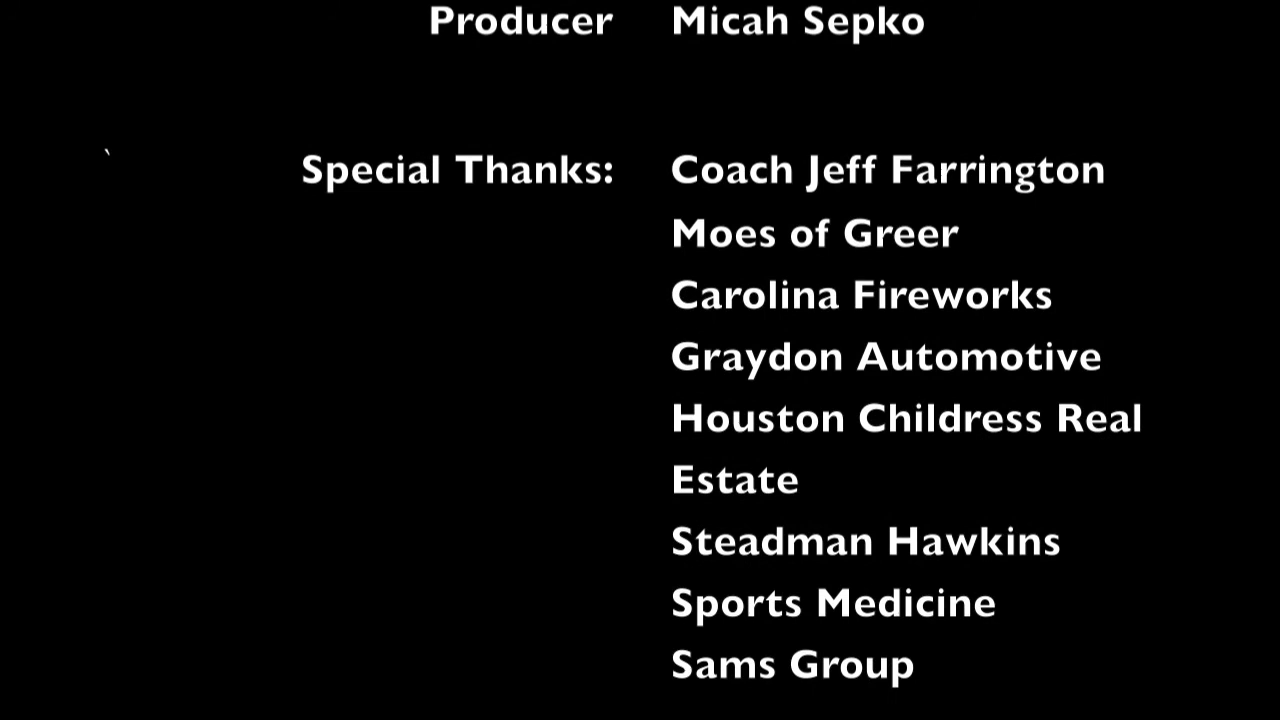 Producer Micah Sepko
` Special Thanks: Coach Jeff Farrington
Moes of Greer
Carolina Fireworks
Graydon Automotive
Houston Childress Real
Estate
Steadman Hawkins
Sports Medicine
Sams Group